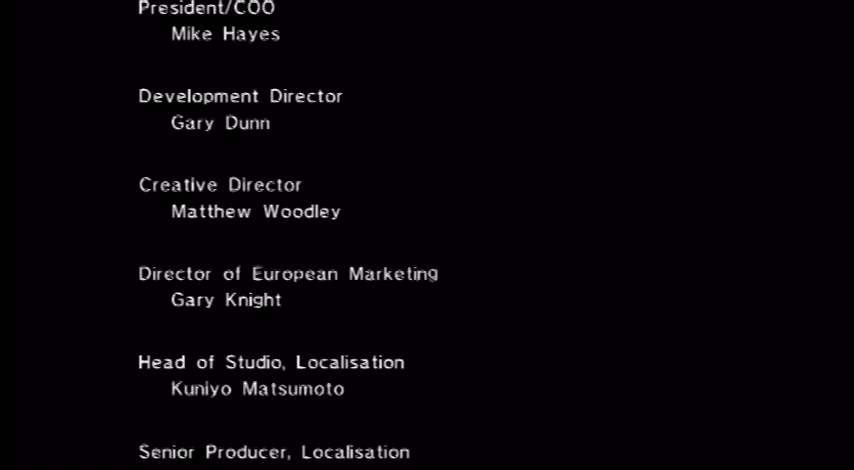 President/COO
Mike Hayes
Development Director
Gary Dunn
Creative Director
Matthew Woodley
Director of European Marketing
Gary Knight
Head of Studio, Localisation
Kuniyo Matsumoto
Senior Producer, Localisation